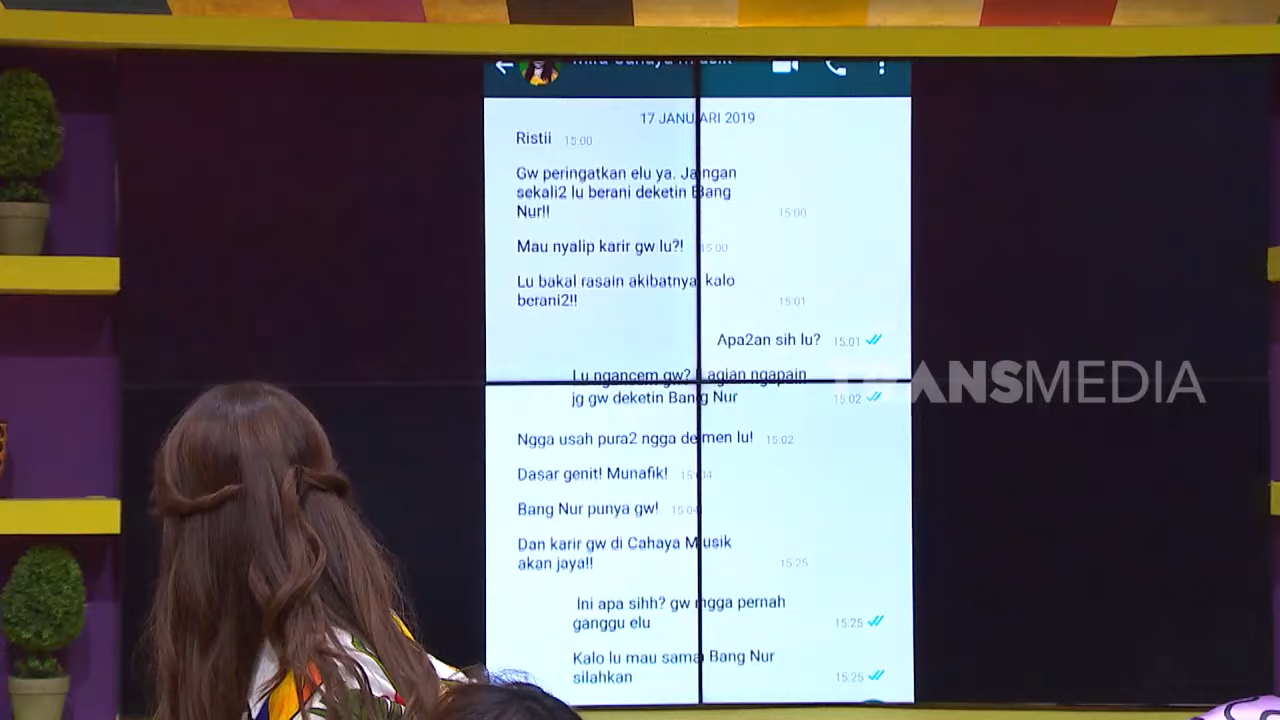 17 JANUARI 2019
Ristii 15:00
Gw peringatkan elu ya. Jangan
sekali2 lu berani deketin Bang
Nur!! 15:00
Mau nyalip karir gw lu?! 15:00
Lu bakal rasain akibatnya kalo
berani2!! 15:01
Apa2an sih lu? 15:01
Lu ngancem gw? Lagian ngapain
jg gw deketin Bang Nur 15:02
TRANSMEDIA
Ngga usah pura2 ngga demen lu! 15:02
Dasar genit! Munafik! 15:04
Bang Nur punya gw! 15:04
Dan karir gw di Cahaya Musik
akan jaya!! 15:25
Ini apa sihh? gw ngga pernah
ganggu elu 15:25
Kalo lu mau sama Bang Nur
silahkan 15:25